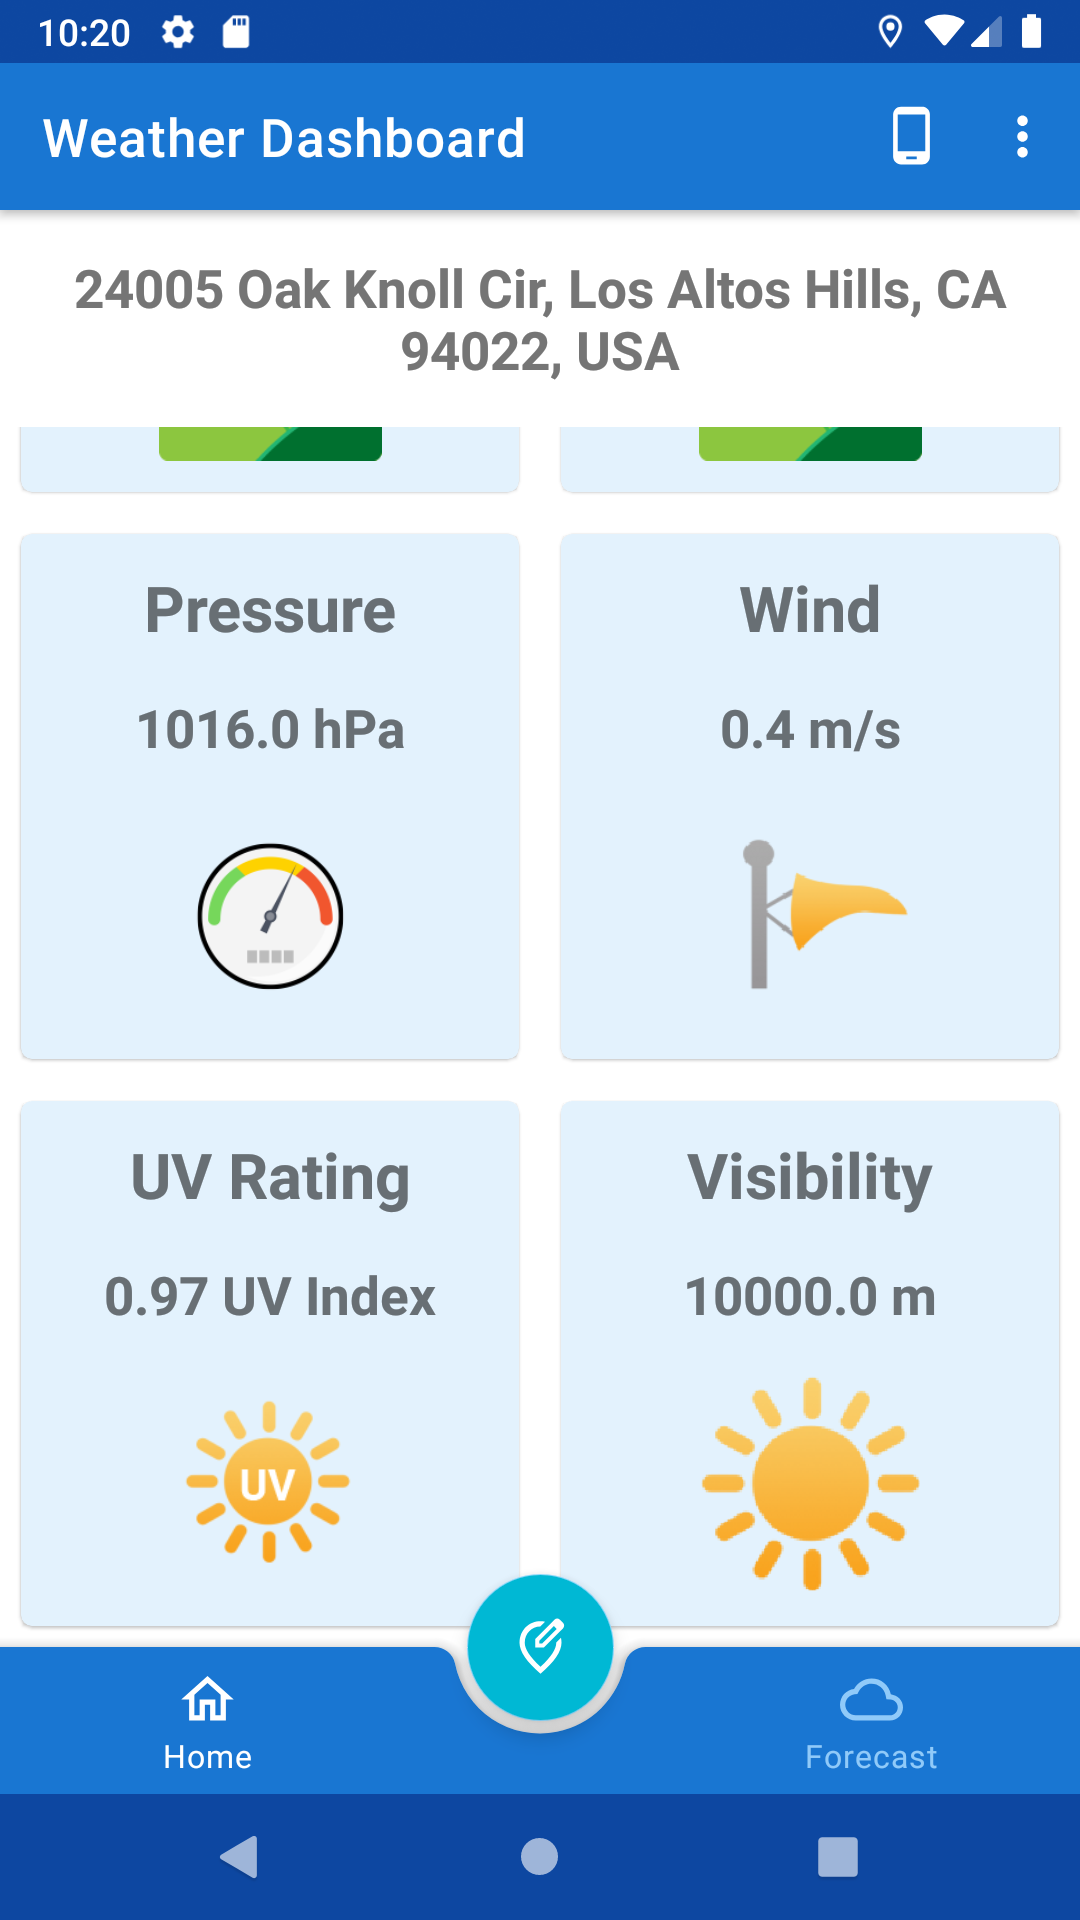 10:20
Weather Dashboard
24005 Oak Knoll Cir, Los Altos Hills, CA
94022, USA
Pressure
1016.0 hPa
Wind
0.4 m/s
UV Rating
0.97 UV Index
UV
Visibility
10000.0 m
Home
Forecast